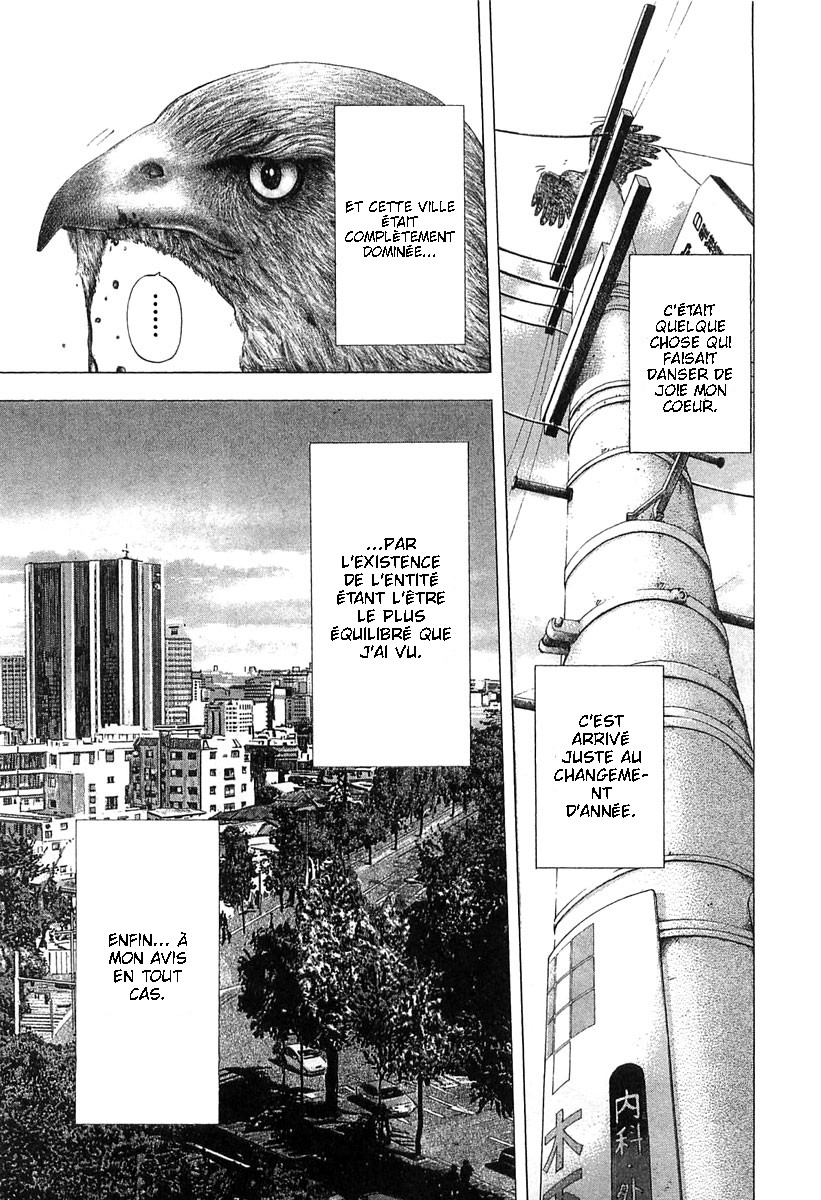 C'ÉTAIT
QUELQUE
CHOSE QUI
FAISAIT
DANSER DE
JOIE MON
COEUR.
C'EST
ARRIVÉ
JUSTE AU
CHANGEME-
NT
D'ANNÉE.
内科・外
ET CETTE VILLE
ÉTAIT
COMPLÈTEMENT
DOMINÉE...
......
...PAR
L'EXISTENCE
DE L'ENTITÉ
ÉTANT L'ÊTRE
LE PLUS
ÉQUILIBRÉ QUE
J'AI VU.
ENFIN... À
MON AVIS
EN TOUT
CAS.